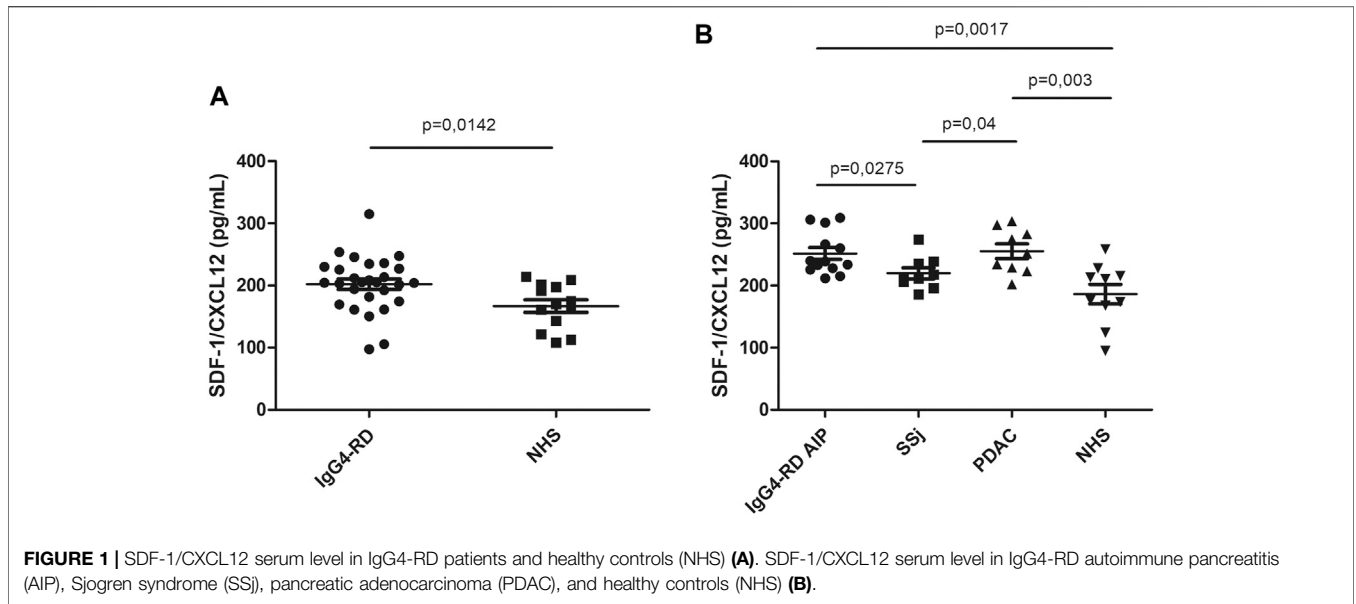 A
p=0,0142
SDF-1/CXCL12 (pg/mL)
400
300
200
100
0
IgG4-RD
NHS
B
p=0,0017
p=0,003
p=0,04
p=0,0275
SDF-1/CXCL12 (pg/mL)
400
300
200
100
0
IgG4-RD AIP
SSj
PDAC
NHS
FIGURE 1 | SDF-1/CXCL12 serum level in IgG4-RD patients and healthy controls (NHS) (A). SDF-1/CXCL12 serum level in IgG4-RD autoimmune pancreatitis
(AIP), Sjogren syndrome (SSj), pancreatic adenocarcinoma (PDAC), and healthy controls (NHS) (B).